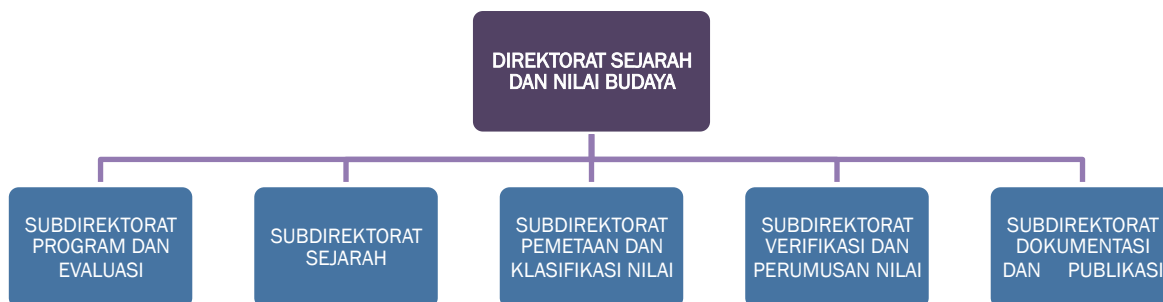 DIREKTORAT SEJARAH
DAN NILAI BUDAYA
SUBDIREKTORAT
PROGRAM DAN
EVALUASI
SUBDIREKTORAT
SEJARAH
SUBDIREKTORAT
PEMETAAN DAN
KLASIFIKASI NILAI
SUBDIREKTORAT
VERIFIKASI DAN
PERUMUSAN NILAI
SUBDIREKTORAT
DOKUMENTASI
DAN PUBLIKASI